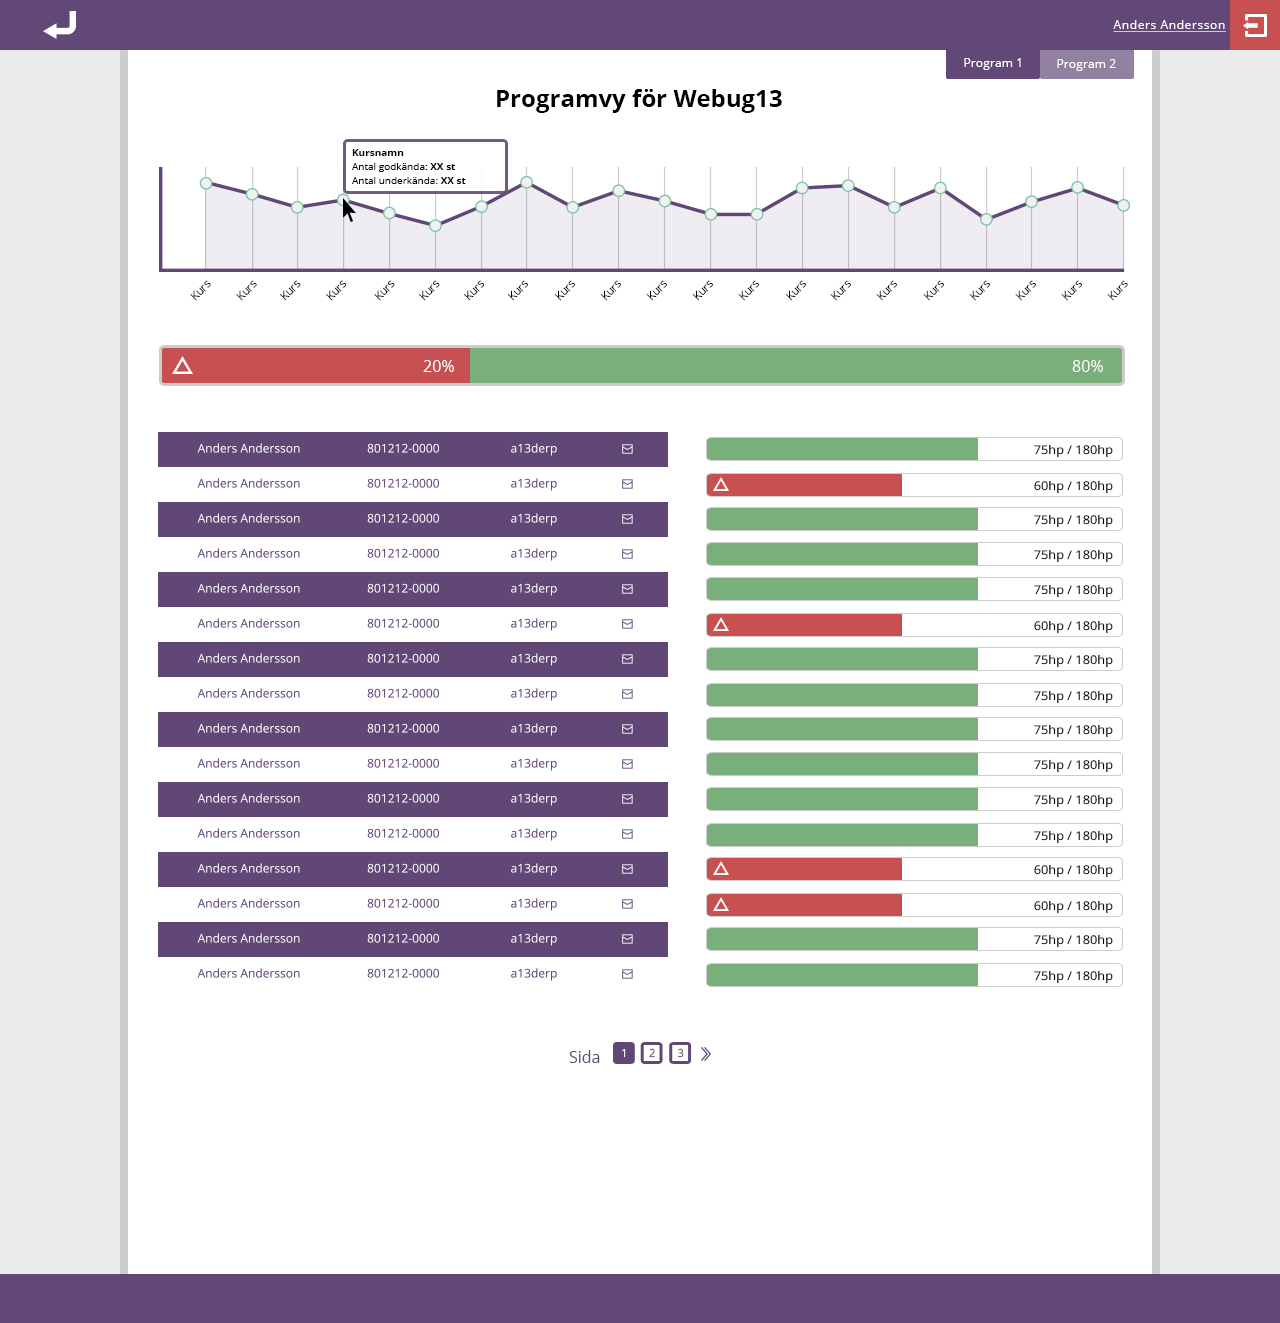 Anders Andersson
Program 1
Program 2
Programvy för Webug13
Kursnamn
Antal godkända: XX st
Antal underkända: XX st
Kurs Kurs Kurs Kurs Kurs Kurs Kurs Kurs Kurs Kurs Kurs Kurs Kurs Kurs Kurs Kurs Kurs Kurs Kurs Kurs Kurs
20% 80%
Anders Andersson 801212-0000 a13derp 75hp / 180hp
Anders Andersson 801212-0000 a13derp 60hp / 180hp
Anders Andersson 801212-0000 a13derp 75hp / 180hp
Anders Andersson 801212-0000 a13derp 75hp / 180hp
Anders Andersson 801212-0000 a13derp 75hp / 180hp
Anders Andersson 801212-0000 a13derp 60hp / 180hp
Anders Andersson 801212-0000 a13derp 75hp / 180hp
Anders Andersson 801212-0000 a13derp 75hp / 180hp
Anders Andersson 801212-0000 a13derp 75hp / 180hp
Anders Andersson 801212-0000 a13derp 75hp / 180hp
Anders Andersson 801212-0000 a13derp 75hp / 180hp
Anders Andersson 801212-0000 a13derp 75hp / 180hp
Anders Andersson 801212-0000 a13derp 60hp / 180hp
Anders Andersson 801212-0000 a13derp 60hp / 180hp
Anders Andersson 801212-0000 a13derp 75hp / 180hp
Anders Andersson 801212-0000 a13derp 75hp / 180hp
Sida 1 2 3